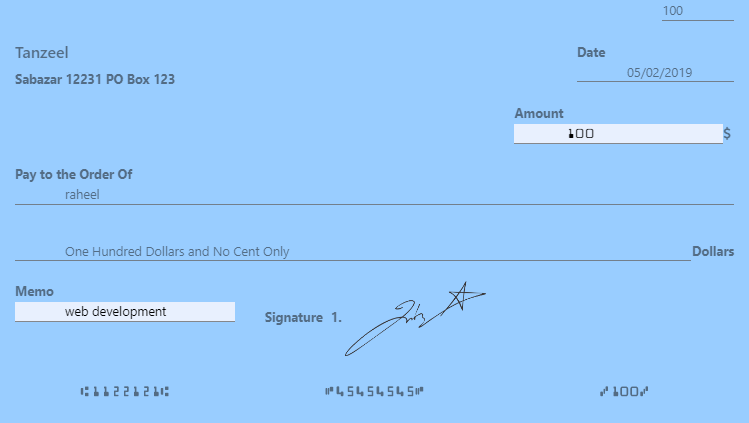 100
Tanzeel
Date
Sabazar 12231 PO Box 123
05/02/2019
Amount
100 $
Pay to the Order Of
raheel
One Hundred Dollars and No Cent Only Dollars
Memo
web development
Signature 1.
⑆1122121⑆ ⑈45454545⑈ ⑇100⑇